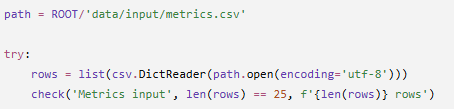 path = ROOT/'data/input/metrics.csv'
try:
    rows = list(csv.DictReader(path.open(encoding='utf-8')))
    check('Metrics input', len(rows) == 25, f'{len(rows)} rows')